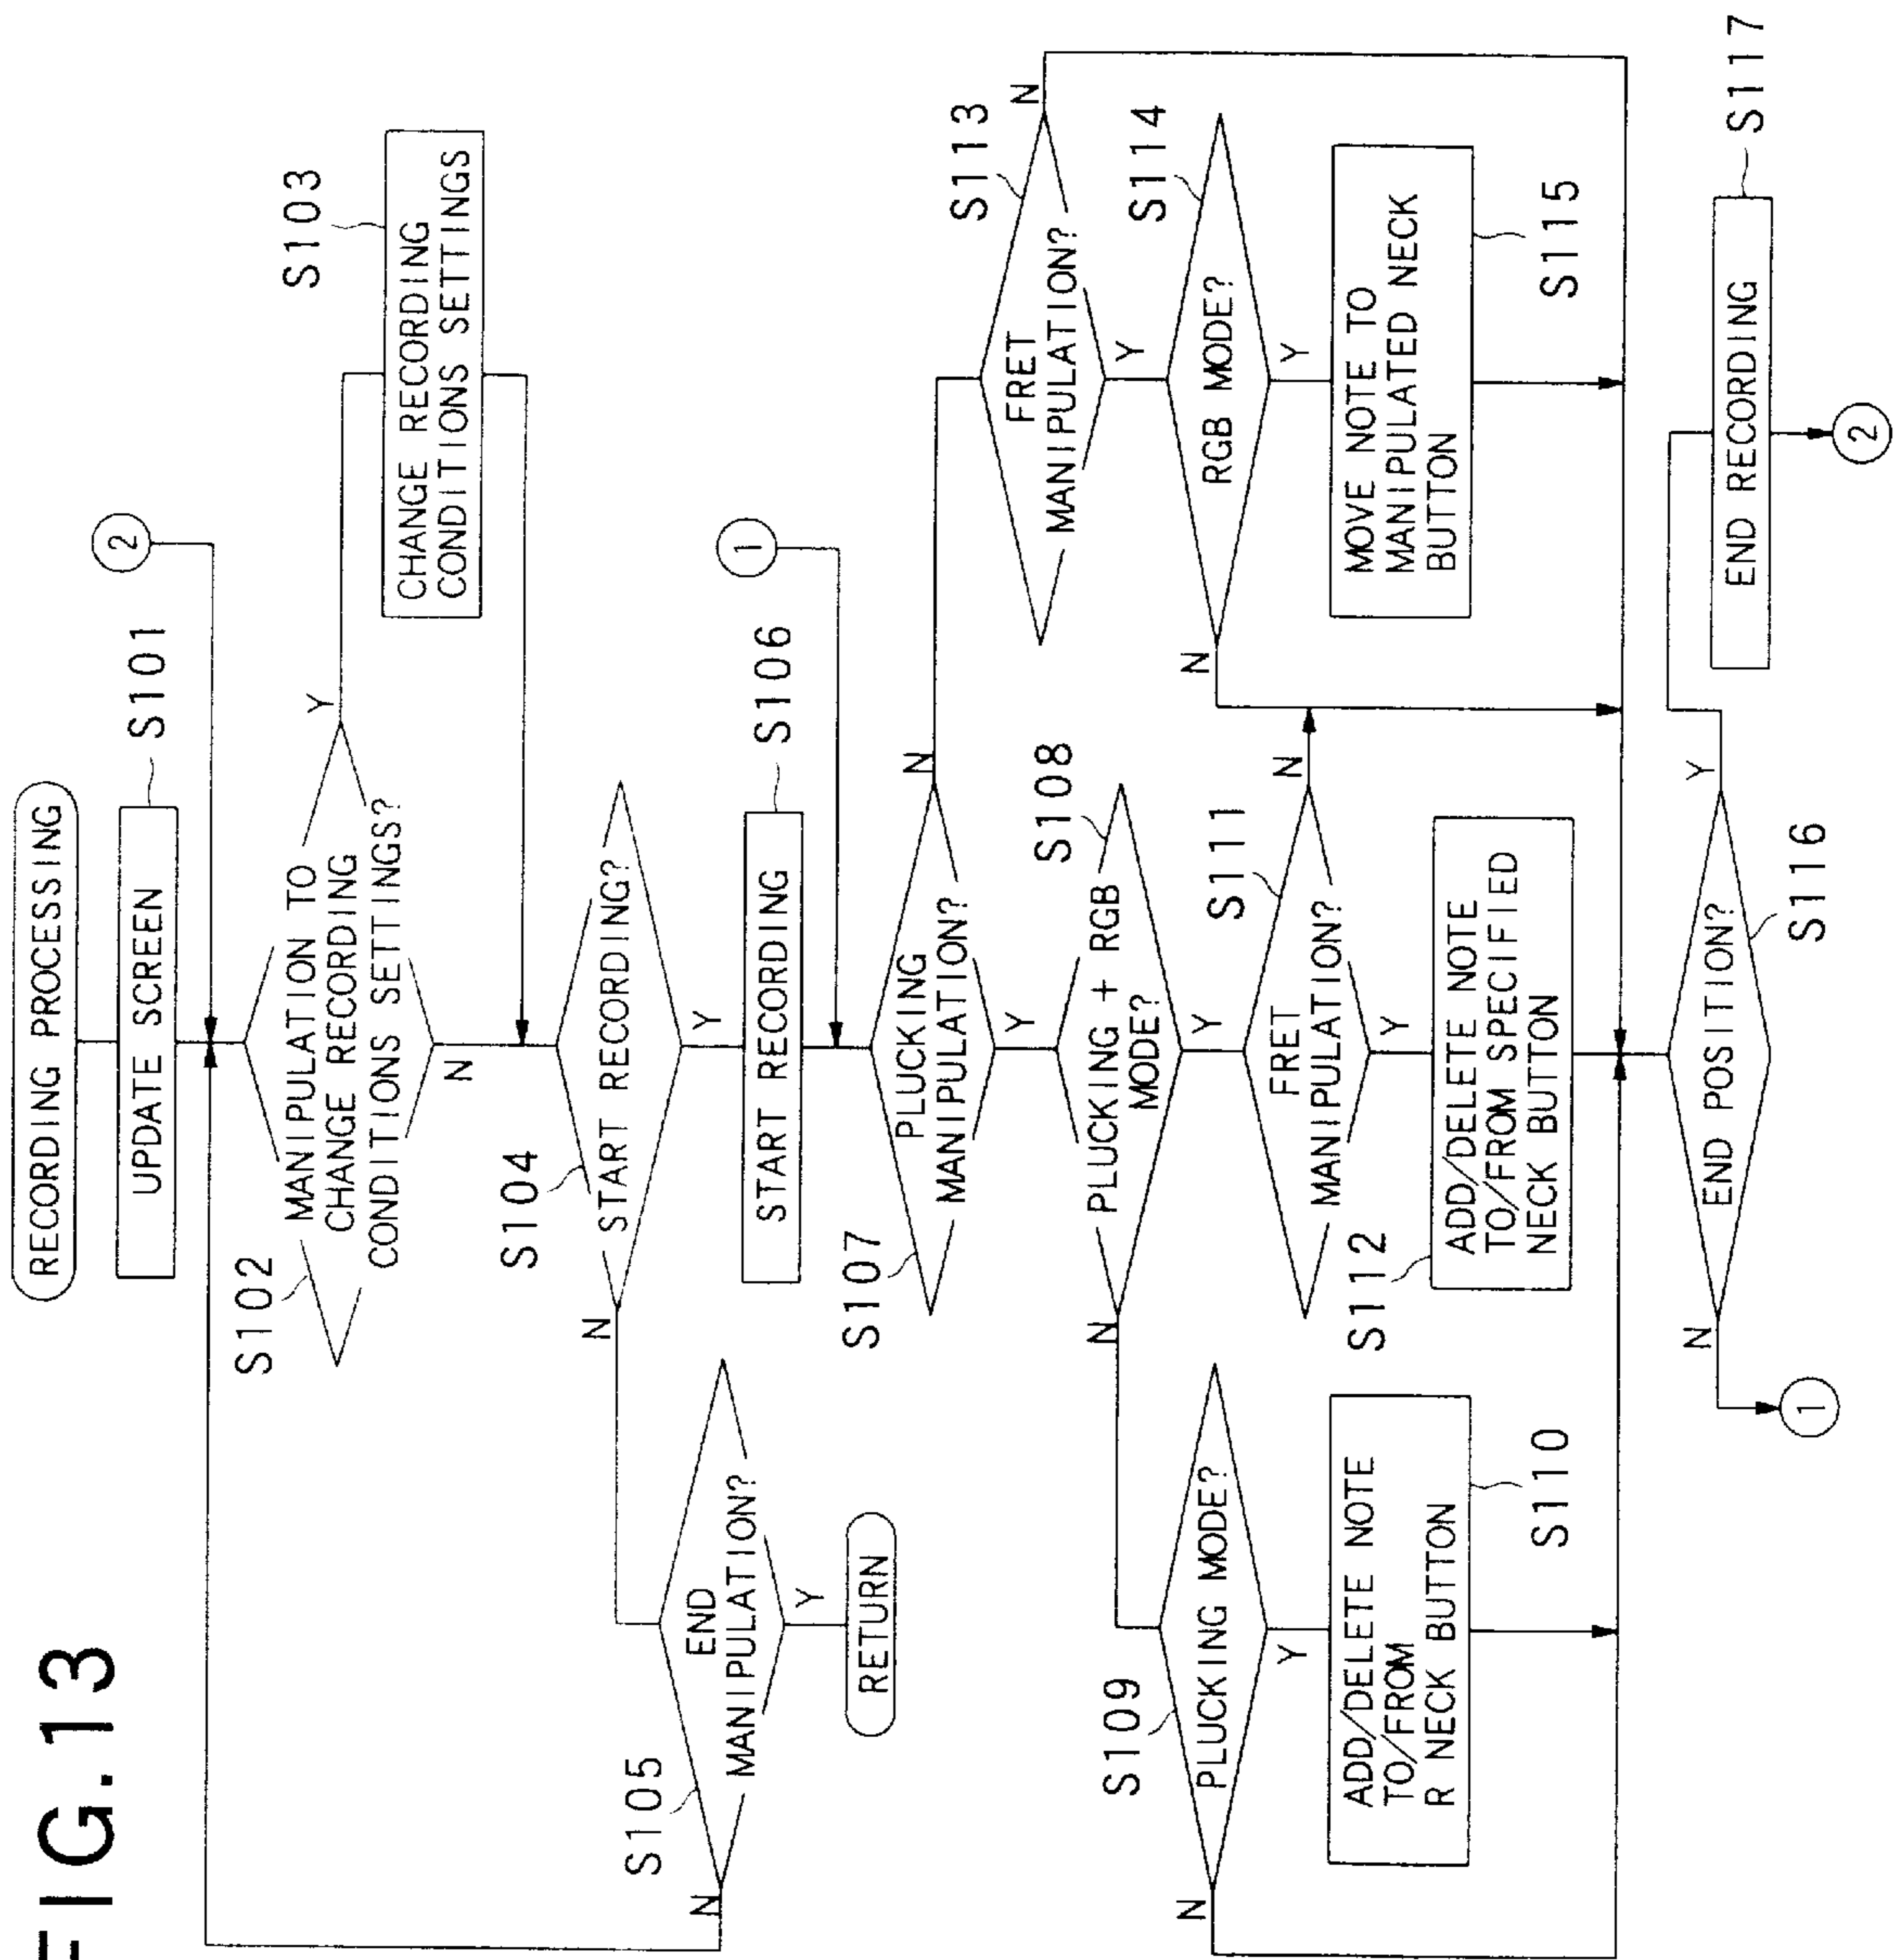 FIG.13
RECORDING PROCESSING
UPDATE SCREEN
S101
2
S102
MANIPULATION TO
CHANGE RECORDING
CONDITIONS SETTINGS?
Y
N
S103
CHANGE RECORDING
CONDITIONS SETTINGS
S104
START RECORDING?
N
Y
S105
END
MANIPULATION?
N
Y
RETURN
START RECORDING
S106
1
S107
PLUCKING
MANIPULATION?
N
Y
PLUCKING + RGB
MODE?
S108
N
Y
S109
PLUCKING MODE?
N
Y
ADD/DELETE NOTE
TO/FROM
R NECK BUTTON
S110
FRET
MANIPULATION?
S111
N
Y
S112
ADD/DELETE NOTE
TO/FROM SPECIFIED
NECK BUTTON
FRET
MANIPULATION?
S113
N
Y
RGB MODE?
S114
N
Y
MOVE NOTE TO
MANIPULATED NECK
BUTTON
S115
END POSITION?
S116
N
Y
1
END RECORDING
S117
2